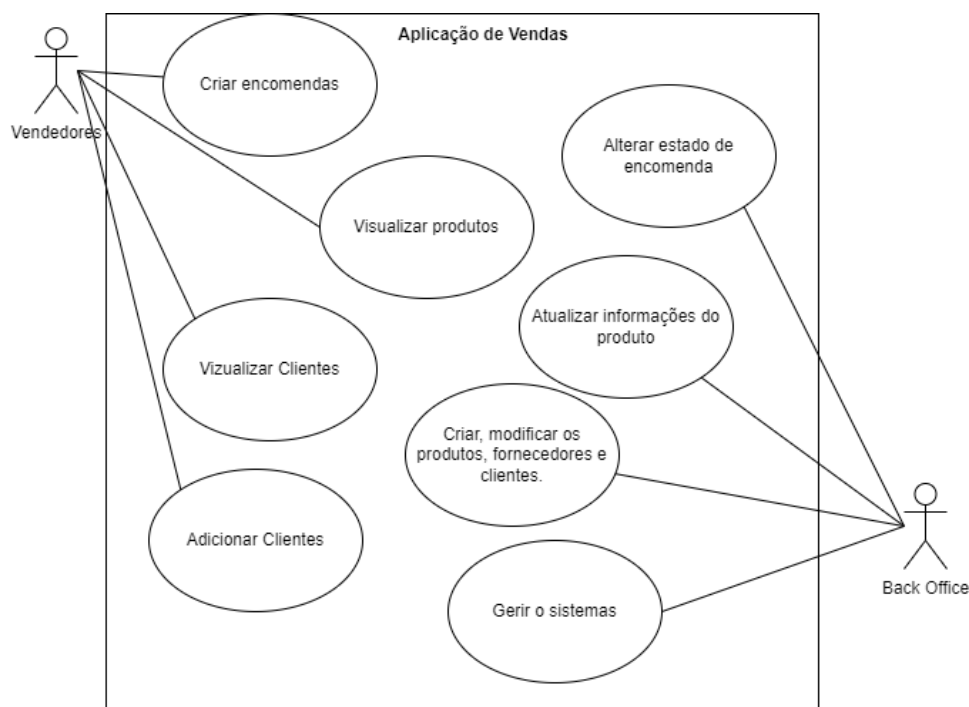 Aplicação de Vendas
Vendedores
Criar encomendas
Alterar estado de
encomenda
Visualizar produtos
Atualizar informações do
produto
Vizualizar Clientes
Criar, modificar os
produtos, fornecedores e
clientes.
Adicionar Clientes
Back Office
Gerir o sistemas